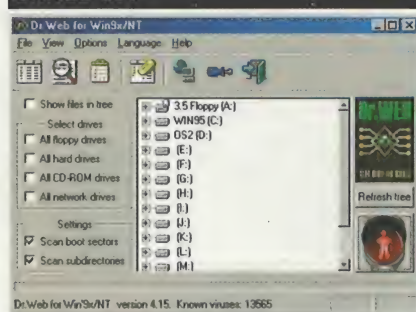 Dr.Web for Win9x/NT
File View Options Language Help
Show files in tree
Select drives
All floppy drives
All hard drives
All CD-ROM drives
All network drives
Settings
Scan boot sectors
Scan subdirectories
3.5 Floppy (A:)
WIN95 (C:)
OS2 (D:)
(E:)
(F:)
(G:)
(H:)
(I:)
(J:)
(K:)
(L:)
(M:)
Dr.WEB
Refresh tree
Dr.Web for Win'9x/NT version 4.15. Known viruses: 13565